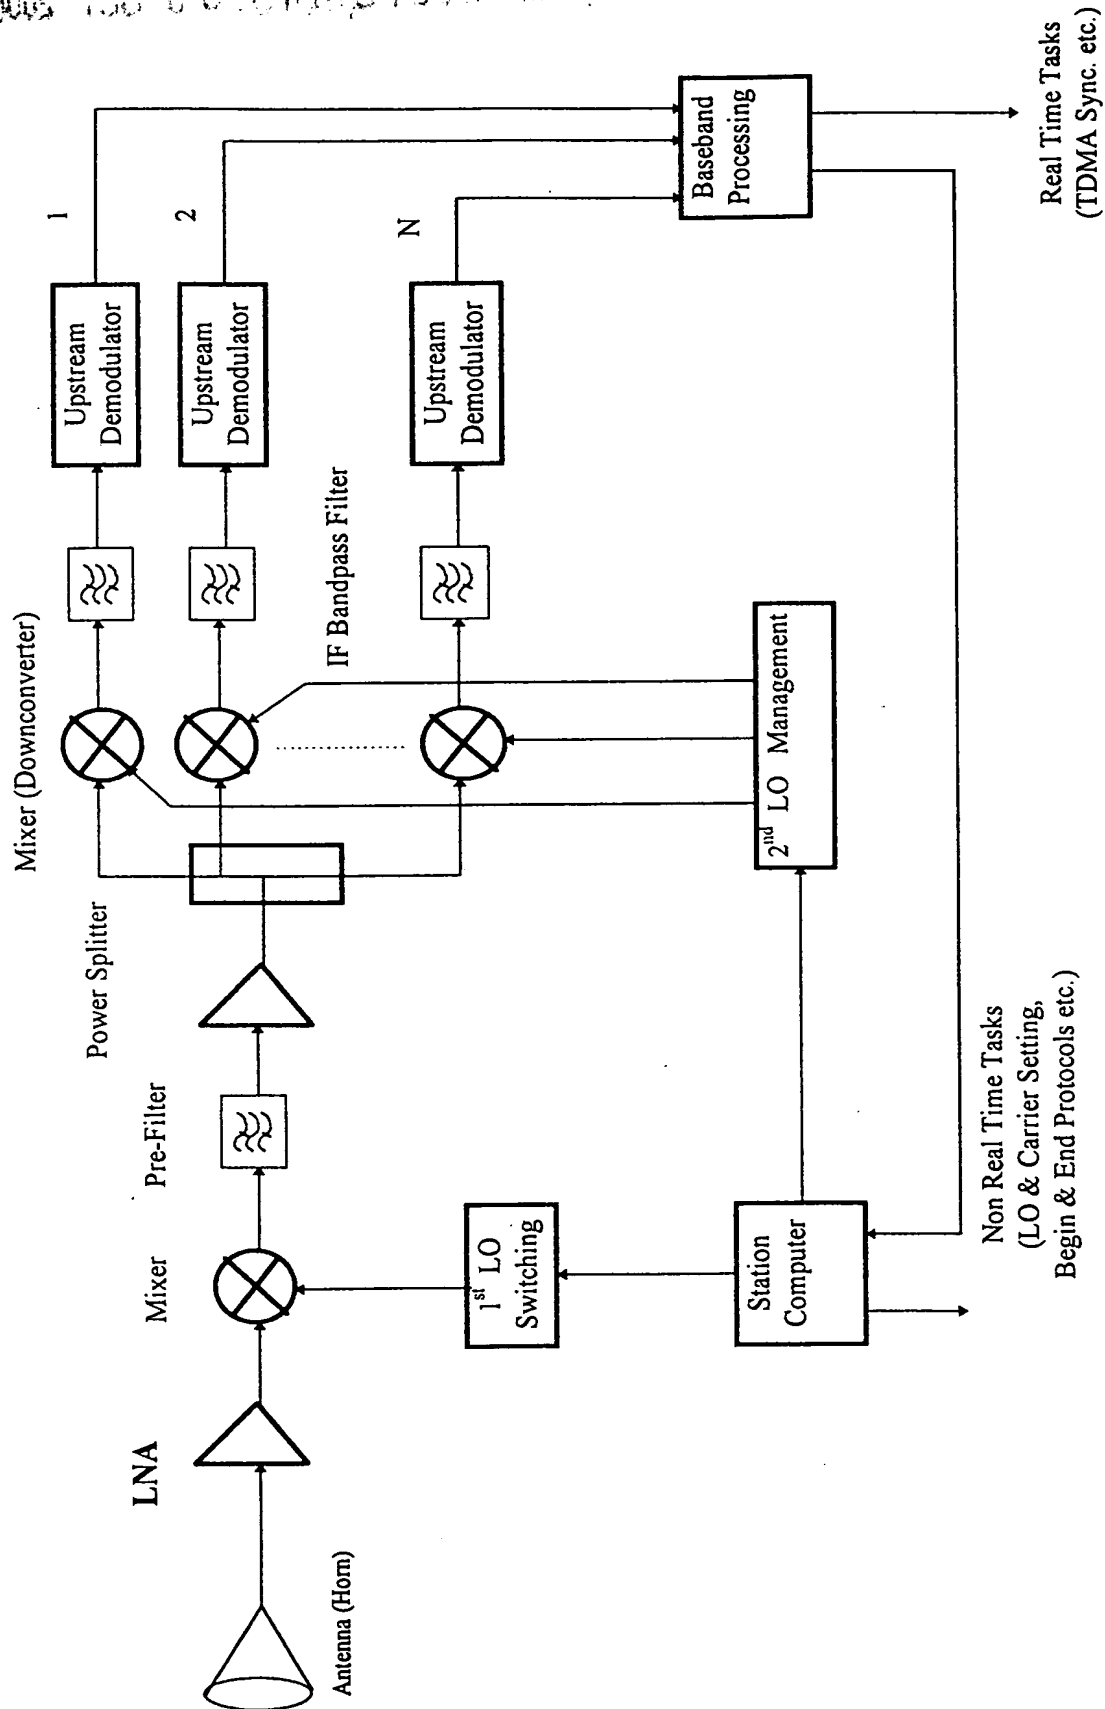 Mixer (Downconverter)
1
Upstream
Demodulator
2
Upstream
Demodulator
N
Upstream
Demodulator
IF Bandpass Filter
Power Splitter
Pre-Filter
Mixer
LNA
Antenna (Horn)
1st LO
Switching
2nd LO Management
Baseband
Processing
Station
Computer
Real Time Tasks
(TDMA Sync. etc.)
Non Real Time Tasks
(LO & Carrier Setting,
Begin & End Protocols etc.)